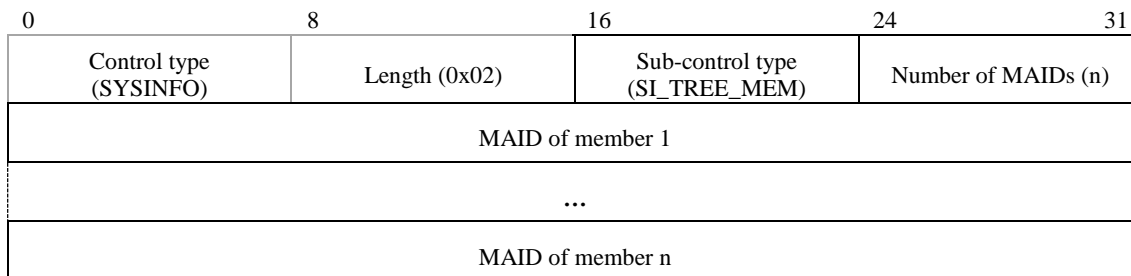 0 8 16 24 31
Control type
(SYSINFO)
Length (0x02)
Sub-control type
(SI_TREE_MEM)
Number of MAIDs (n)
MAID of member 1
...
MAID of member n